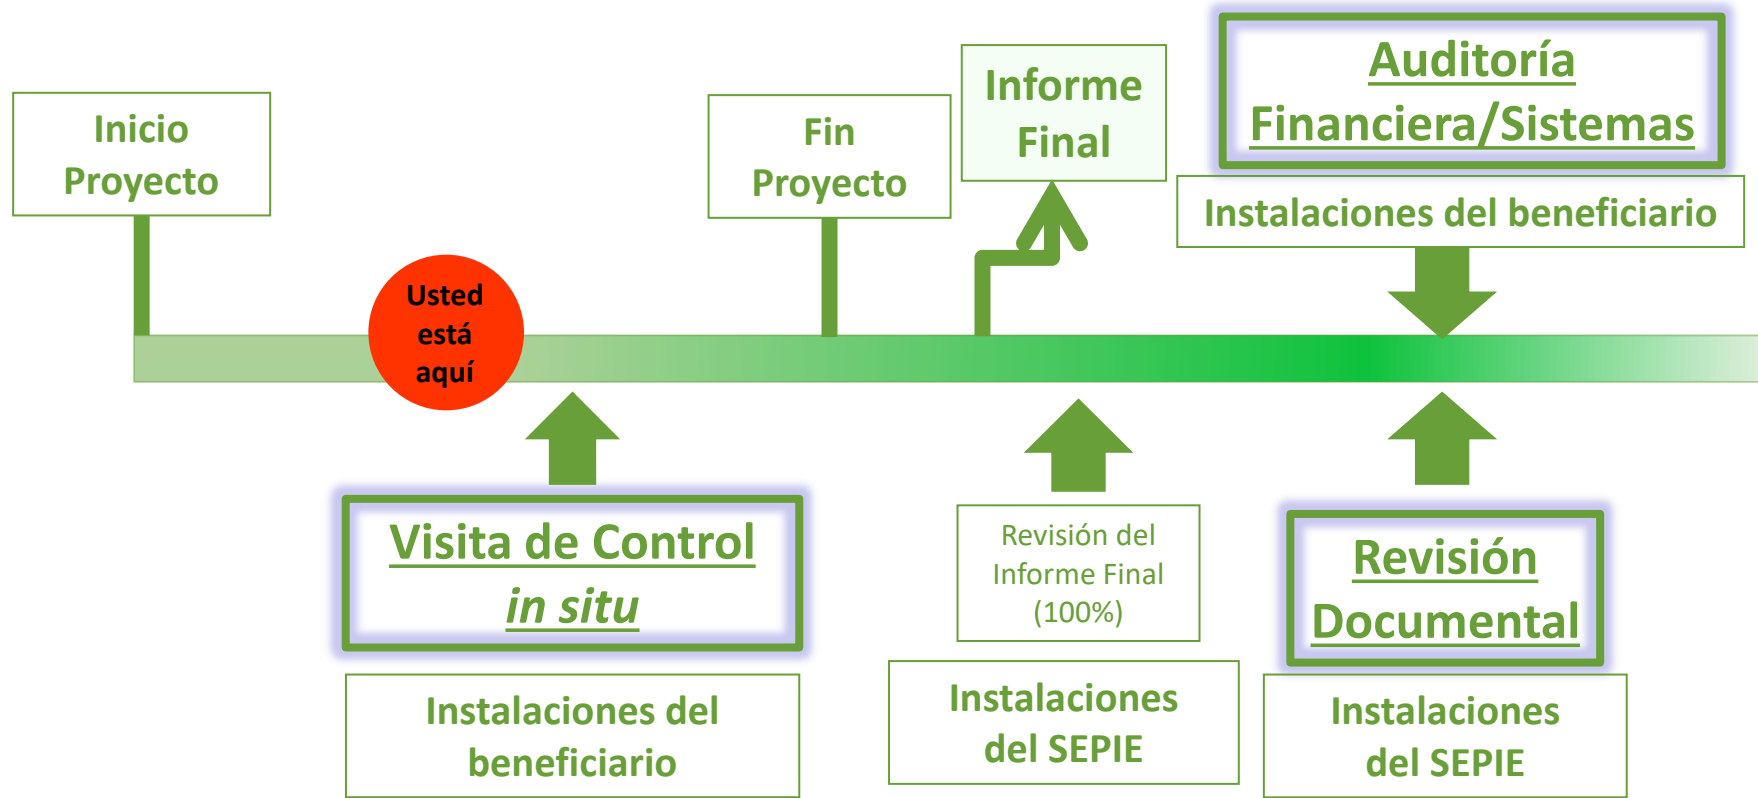 Inicio
Proyecto
Fin
Proyecto
Informe
Final
Auditoría
Financiera/Sistemas
Instalaciones del beneficiario
Usted
está
aquí
Visita de Control
in situ
Instalaciones del
beneficiario
Revisión del
Informe Final
(100%)
Instalaciones
del SEPIE
Revisión
Documental
Instalaciones
del SEPIE